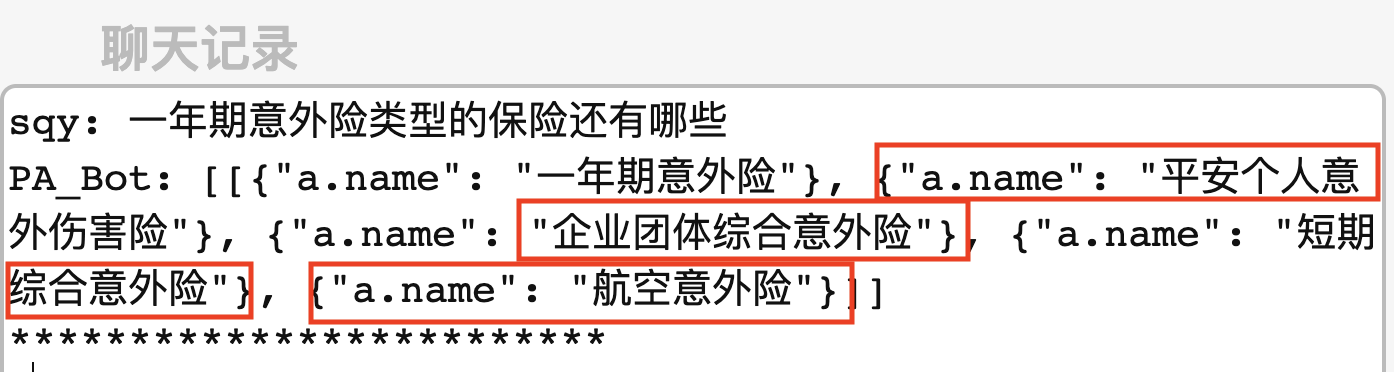 聊天记录
sqy: 一年期意外险类型的保险还有哪些
PA_Bot: [[{"a.name": "一年期意外险"}, {"a.name": "平安个人意
外伤害险"}, {"a.name": "企业团体综合意外险"}, {"a.name": "短期
综合意外险"}, {"a.name": "航空意外险"}]]
*************************